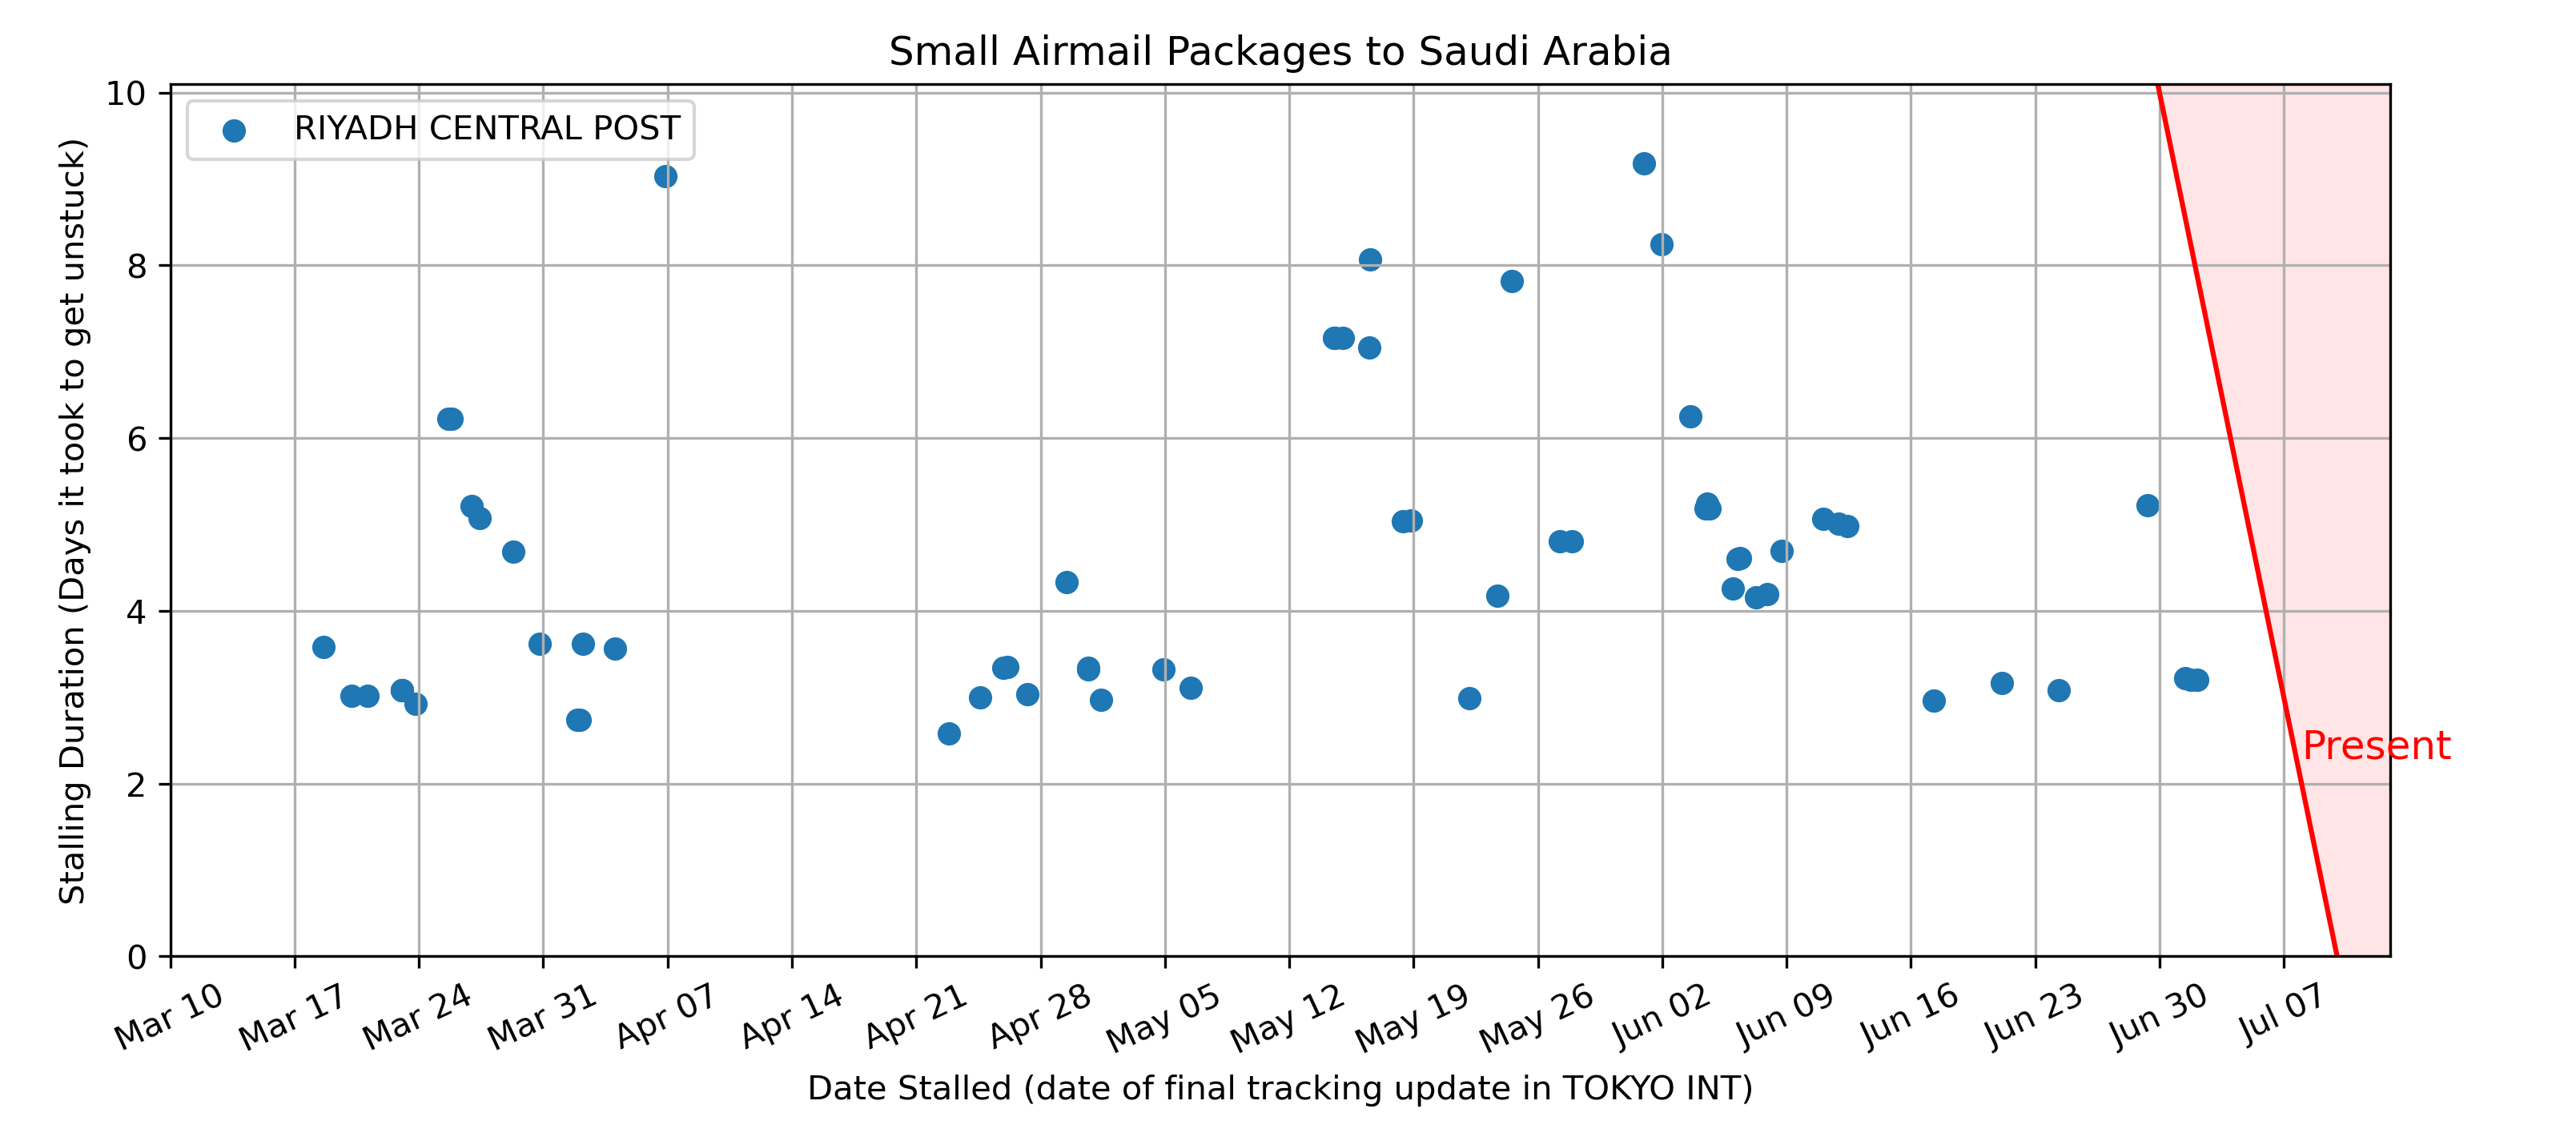 Small Airmail Packages to Saudi Arabia
RIYADH CENTRAL POST
Stalling Duration (Days it took to get unstuck)
10
8
6
4
2
0
Present
Mar 10
Mar 17
Mar 24
Mar 31
Apr 07
Apr 14
Apr 21
Apr 28
May 05
May 12
May 19
May 26
Jun 02
Jun 09
Jun 16
Jun 23
Jun 30
Jul 07
Date Stalled (date of final tracking update in TOKYO INT)